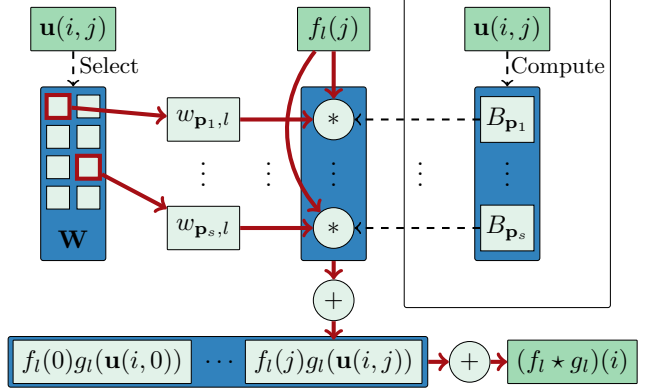 𝐮(i, j) f_l(j) 𝐮(i, j)
Select Compute
w_{𝐩_1,l} * B_{𝐩_1}
⋮ ⋮ ⋮ ⋮ ⋮
w_{𝐩_s,l} * B_{𝐩_s}
𝐖
+
f_l(0)g_l(𝐮(i, 0)) ⋯ f_l(j)g_l(𝐮(i, j)) + (f_l ⋆ g_l)(i)